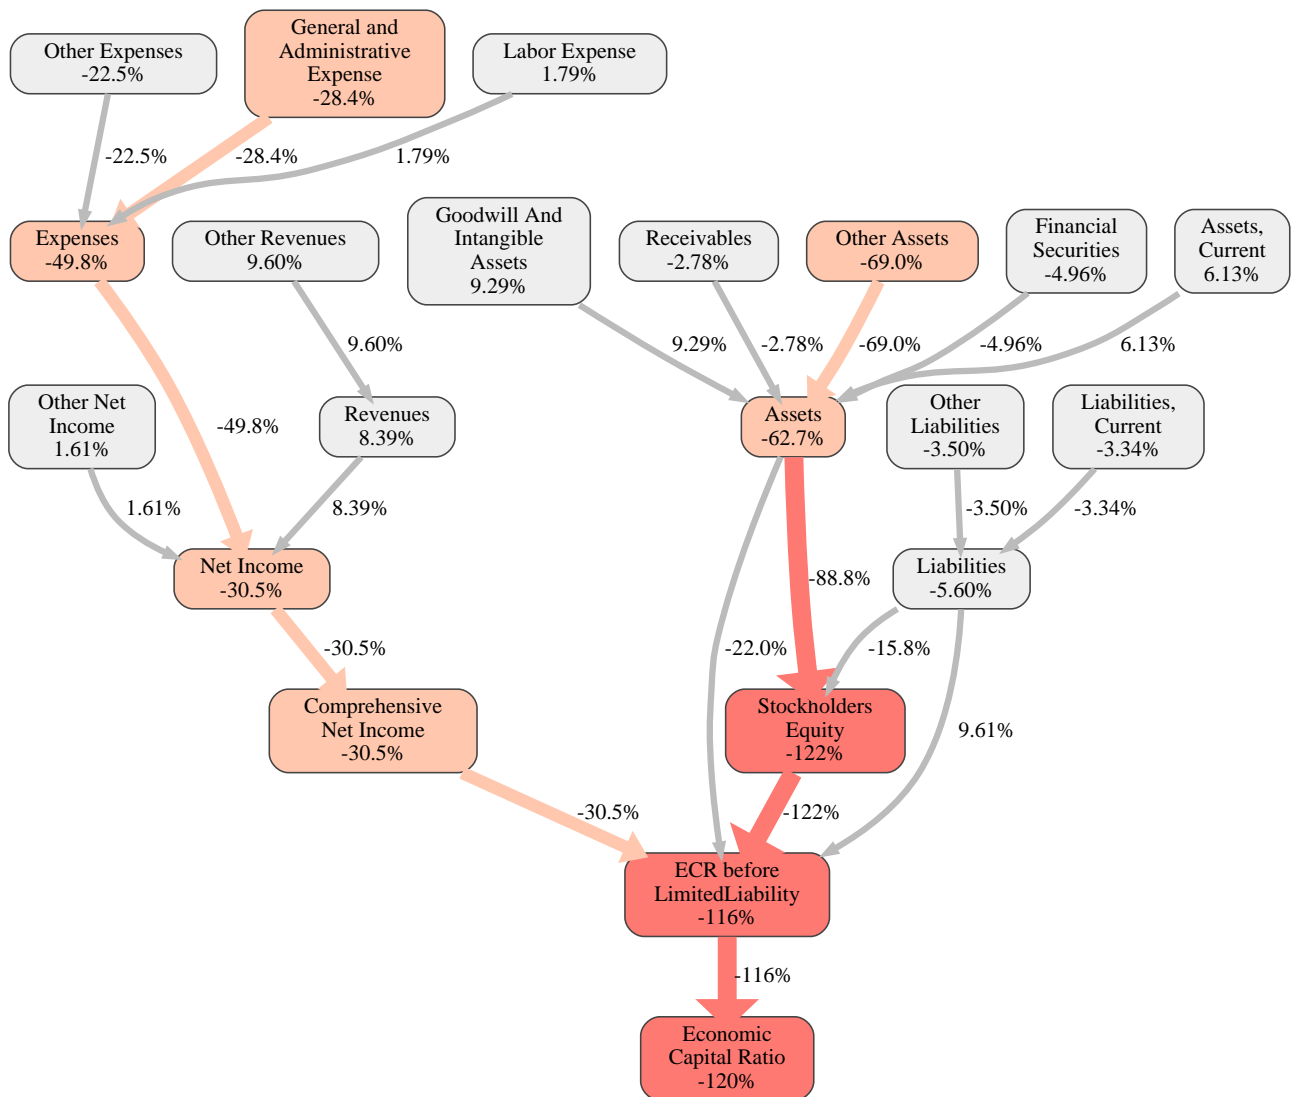 Other Expenses
-22.5%
General and
Administrative
Expense
-28.4%
Labor Expense
1.79%
-22.5%
-28.4%
1.79%
Expenses
-49.8%
Other Revenues
9.60%
Goodwill And
Intangible
Assets
9.29%
Receivables
-2.78%
Other Assets
-69.0%
Financial
Securities
-4.96%
Assets,
Current
6.13%
9.60%
9.29%
-2.78%
-69.0%
-4.96%
6.13%
Other Net
Income
1.61%
-49.8%
Revenues
8.39%
Assets
-62.7%
Other
Liabilities
-3.50%
Liabilities,
Current
-3.34%
1.61%
8.39%
-3.50%
-3.34%
Net Income
-30.5%
-88.8%
Liabilities
-5.60%
-30.5%
-22.0%
-15.8%
Comprehensive
Net Income
-30.5%
Stockholders
Equity
-122%
9.61%
-30.5%
-122%
ECR before
LimitedLiability
-116%
-116%
Economic
Capital Ratio
-120%